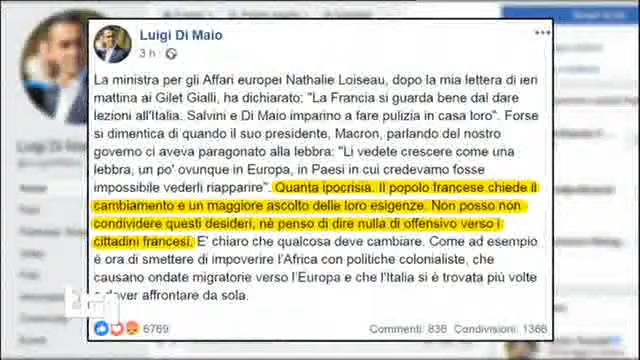 Luigi Di Maio
3 h
La ministra per gli Affari europei Nathalie Loiseau, dopo la mia lettera di ieri
mattina ai Gilet Gialli, ha dichiarato: "La Francia si guarda bene dal dare
lezioni all'Italia. Salvini e Di Maio imparino a fare pulizia in casa loro". Forse
si dimentica di quando il suo presidente, Macron, parlando del nostro
governo ci aveva paragonato alla lebbra: "Li vedete crescere come una
lebbra, un po' ovunque in Europa, in Paesi in cui credevamo fosse
impossibile vederli riapparire". Quanta ipocrisia. Il popolo francese chiede il
cambiamento e un maggiore ascolto delle loro esigenze. Non posso non
condividere questi desideri, nè penso di dire nulla di offensivo verso i
cittadini francesi. E' chiaro che qualcosa deve cambiare. Come ad esempio
è ora di smettere di impoverire l'Africa con politiche colonialiste, che
causano ondate migratorie verso l'Europa e che l'Italia si è trovata più volte
a dover affrontare da sola.
6769 Commenti: 836 Condivisioni: 1366